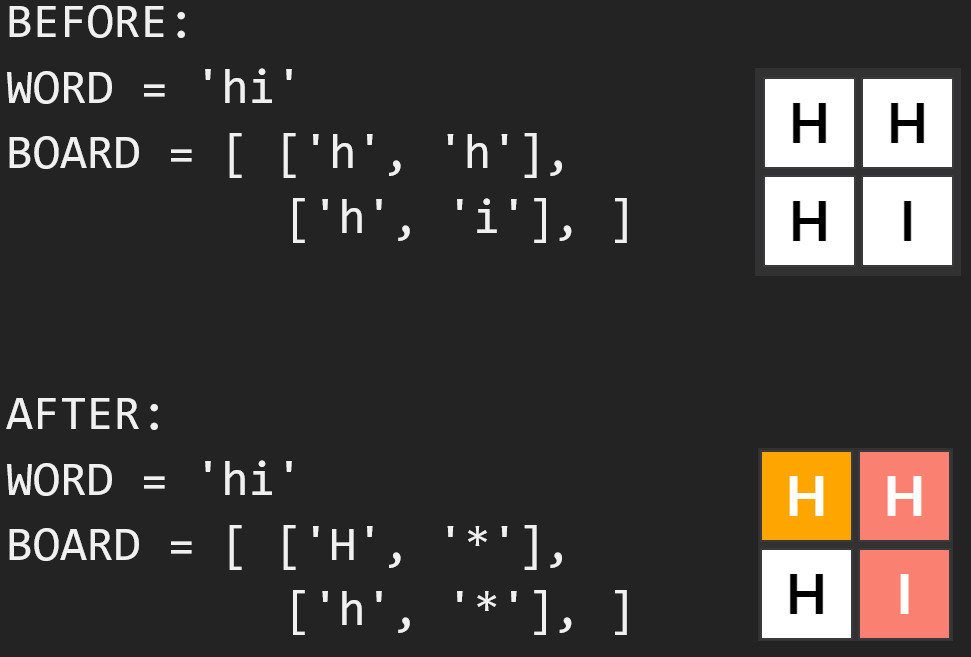 BEFORE:
WORD = 'hi'
BOARD = [ ['h', 'h'],
['h', 'i'], ]
H H
H I
AFTER:
WORD = 'hi'
BOARD = [ ['H', '*'],
['h', '*'], ]
H H
H I